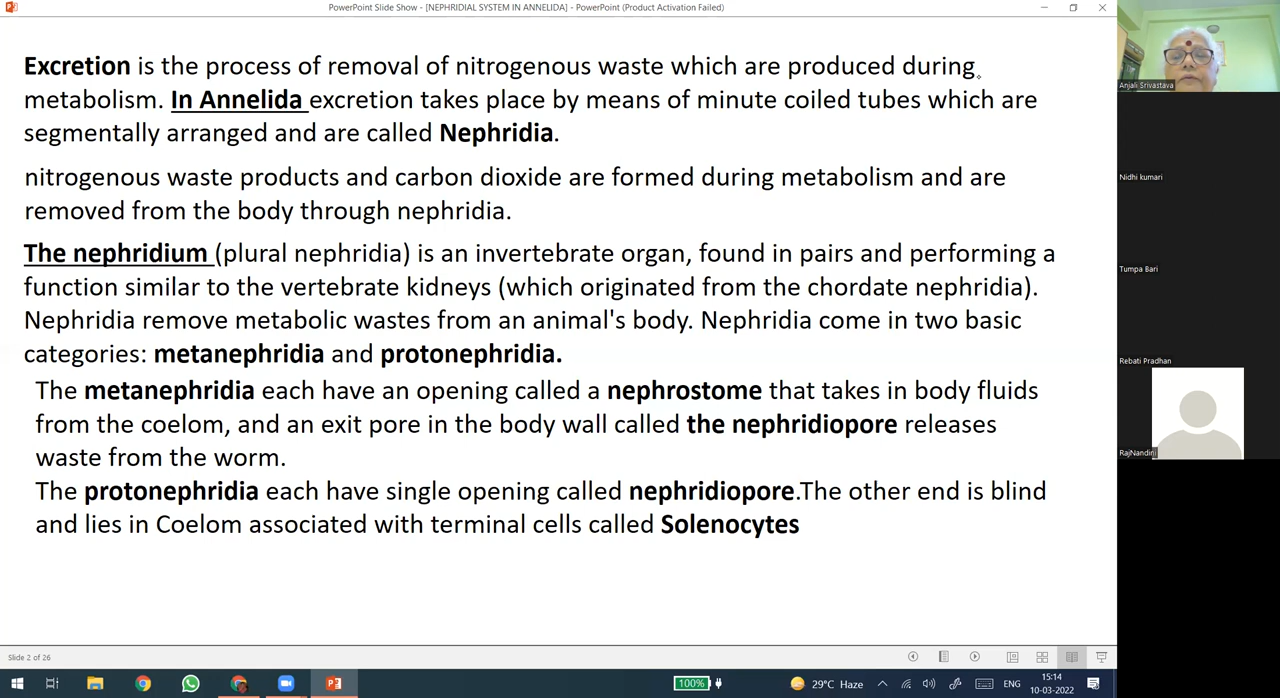 PowerPoint Slide Show - [NEPHRIDIAL SYSTEM IN ANNELIDA] - PowerPoint (Product Activation Failed)
Excretion is the process of removal of nitrogenous waste which are produced during
metabolism. In Annelida excretion takes place by means of minute coiled tubes which are
segmentally arranged and are called Nephridia.
nitrogenous waste products and carbon dioxide are formed during metabolism and are
removed from the body through nephridia.
The nephridium (plural nephridia) is an invertebrate organ, found in pairs and performing a
function similar to the vertebrate kidneys (which originated from the chordate nephridia).
Nephridia remove metabolic wastes from an animal's body. Nephridia come in two basic
categories: metanephridia and protonephridia.
The metanephridia each have an opening called a nephrostome that takes in body fluids
from the coelom, and an exit pore in the body wall called the nephridiopore releases
waste from the worm.
The protonephridia each have single opening called nephridiopore.The other end is blind
and lies in Coelom associated with terminal cells called Solenocytes
Anjali Srivastava
Nidhi kumari
Tumpa Bari
Rebati Pradhan
RajNandini
Slide 2 of 26
100%
29°C Haze
ENG
15:14
10-03-2022